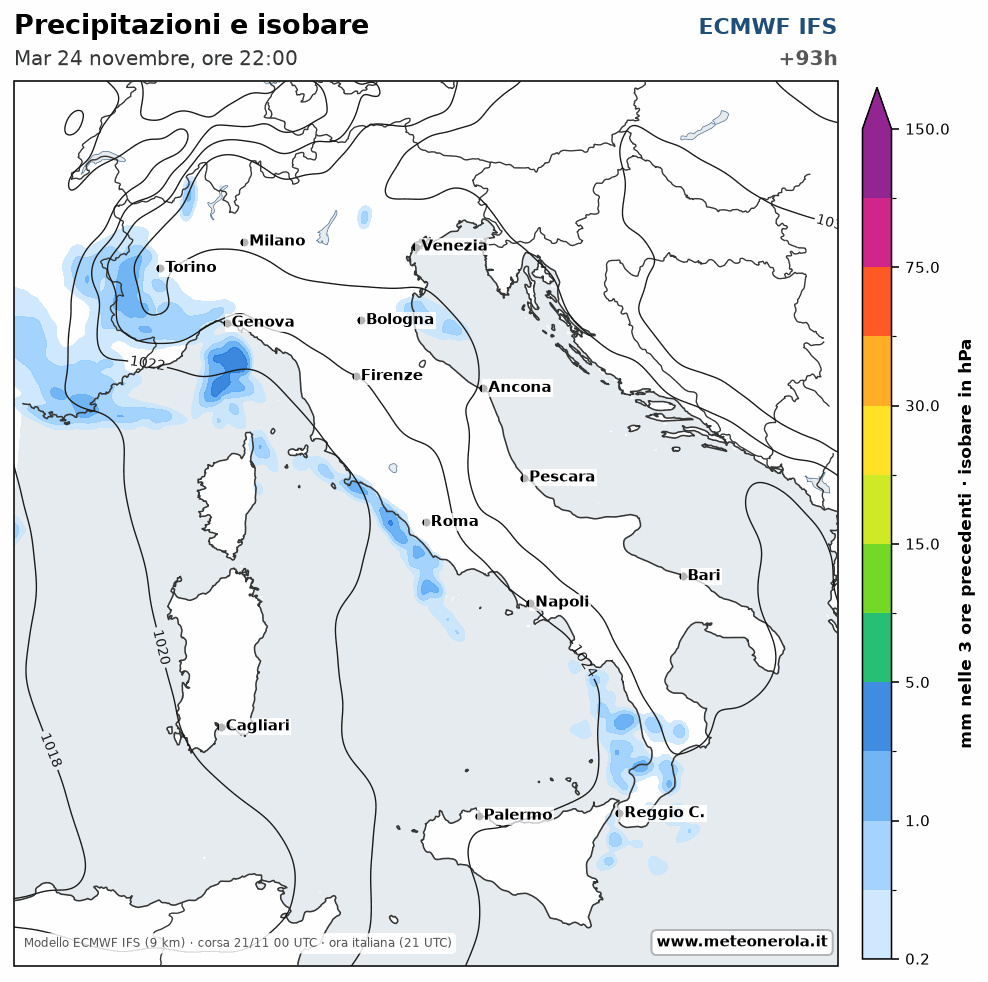 Precipitazioni e isobare
ECMWF IFS
Mar 24 novembre, ore 22:00
+93h
150.0
75.0
30.0
15.0
5.0
1.0
0.2
mm nelle 3 ore precedenti · isobare in hPa
Milano
Venezia
Torino
Bologna
Genova
1022
Firenze
Ancona
Pescara
Roma
Bari
Napoli
1020
1024
Cagliari
1018
Palermo
Reggio C.
Modello ECMWF IFS (9 km) · corsa 21/11 00 UTC · ora italiana (21 UTC)
www.meteonerola.it